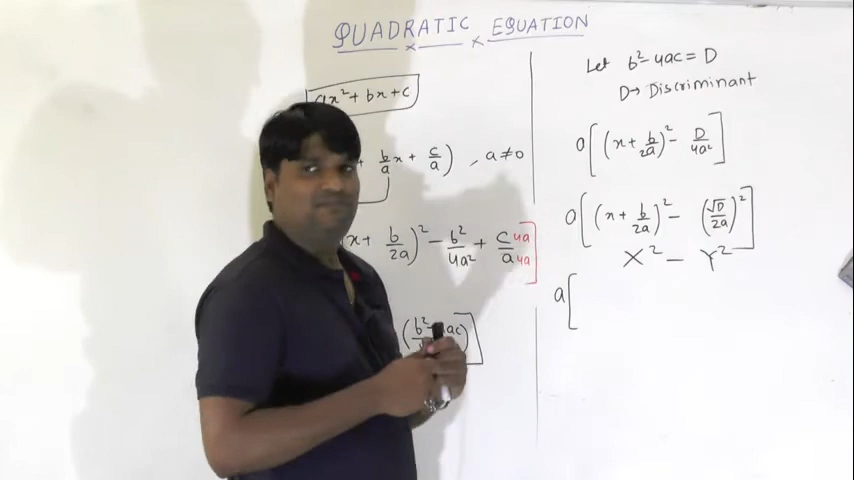 QUADRATIC EQUATION
ax² + bx + c
+ b/a x + c/a) , a ≠ 0
(x + b/2a)² - b²/4a² + c/a 4a/4a]
(b² - 4ac)]
Let b² - 4ac = D
D → Discriminant
a[(x + b/2a)² - D/4a²]
a[(x + b/2a)² - (√D/2a)²]
X² - Y²
a[